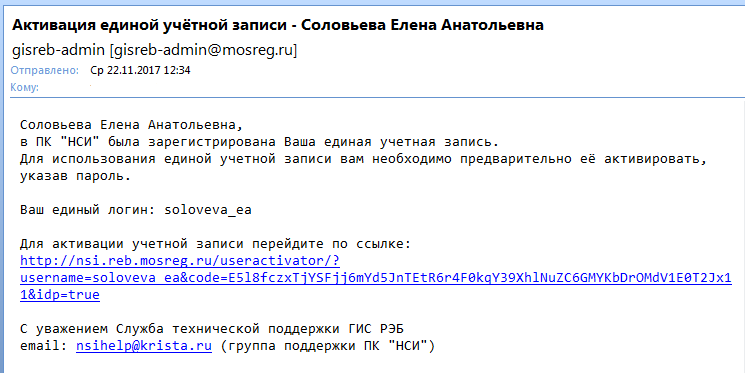 Активация единой учётной записи - Соловьева Елена Анатольевна
gisreb-admin [gisreb-admin@mosreg.ru]
Отправлено: Ср 22.11.2017 12:34
Кому:
Соловьева Елена Анатольевна,
в ПК "НСИ" была зарегистрирована Ваша единая учетная запись.
Для использования единой учетной записи вам необходимо предварительно её активировать,
указав пароль.
Ваш единый логин: soloveva_ea
Для активации учетной записи перейдите по ссылке:
http://nsi.reb.mosreg.ru/useractivator/?
username=soloveva_ea&code=E5l8fczxTjYSFjj6mYd5JnTEtR6r4F0kqY39XhlNuZC6GMYKbDrOMdV1E0T2Jx1
1&idp=true
С уважением Служба технической поддержки ГИС РЭБ
email: nsihelp@krista.ru (группа поддержки ПК "НСИ")